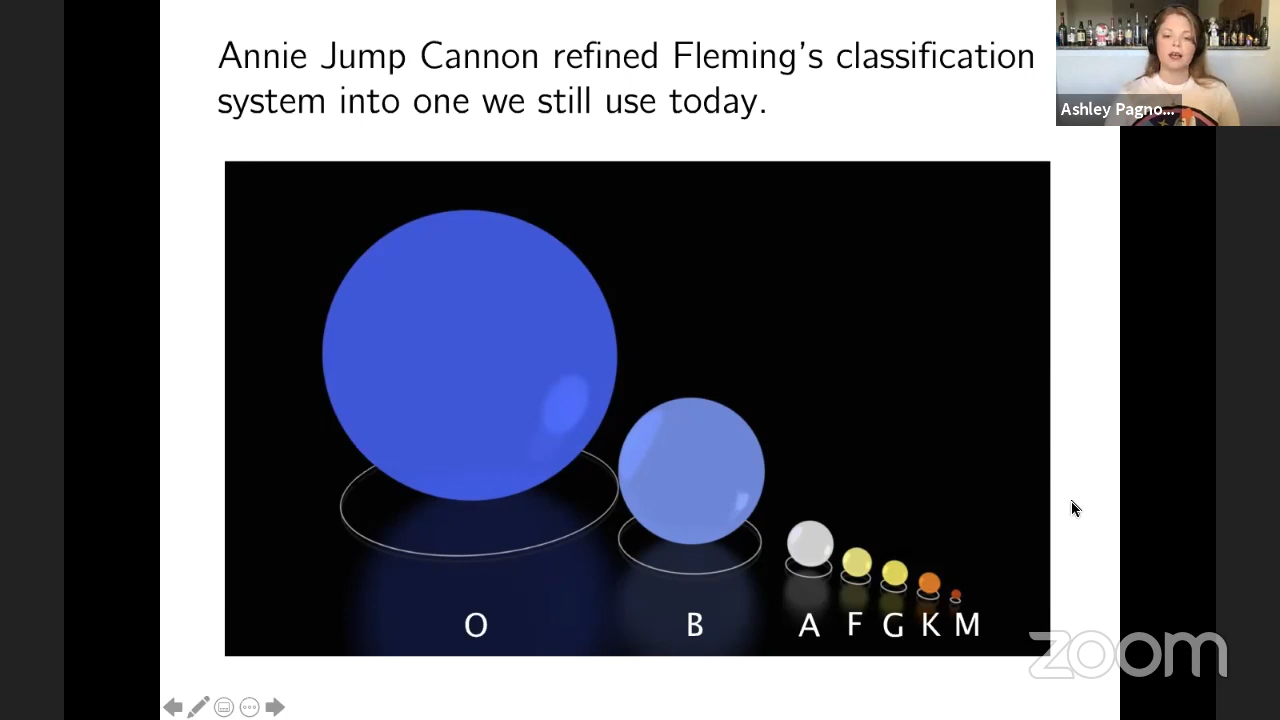 Annie Jump Cannon refined Fleming's classification
system into one we still use today.
Ashley Pagno...
O B A F G K M
zoom